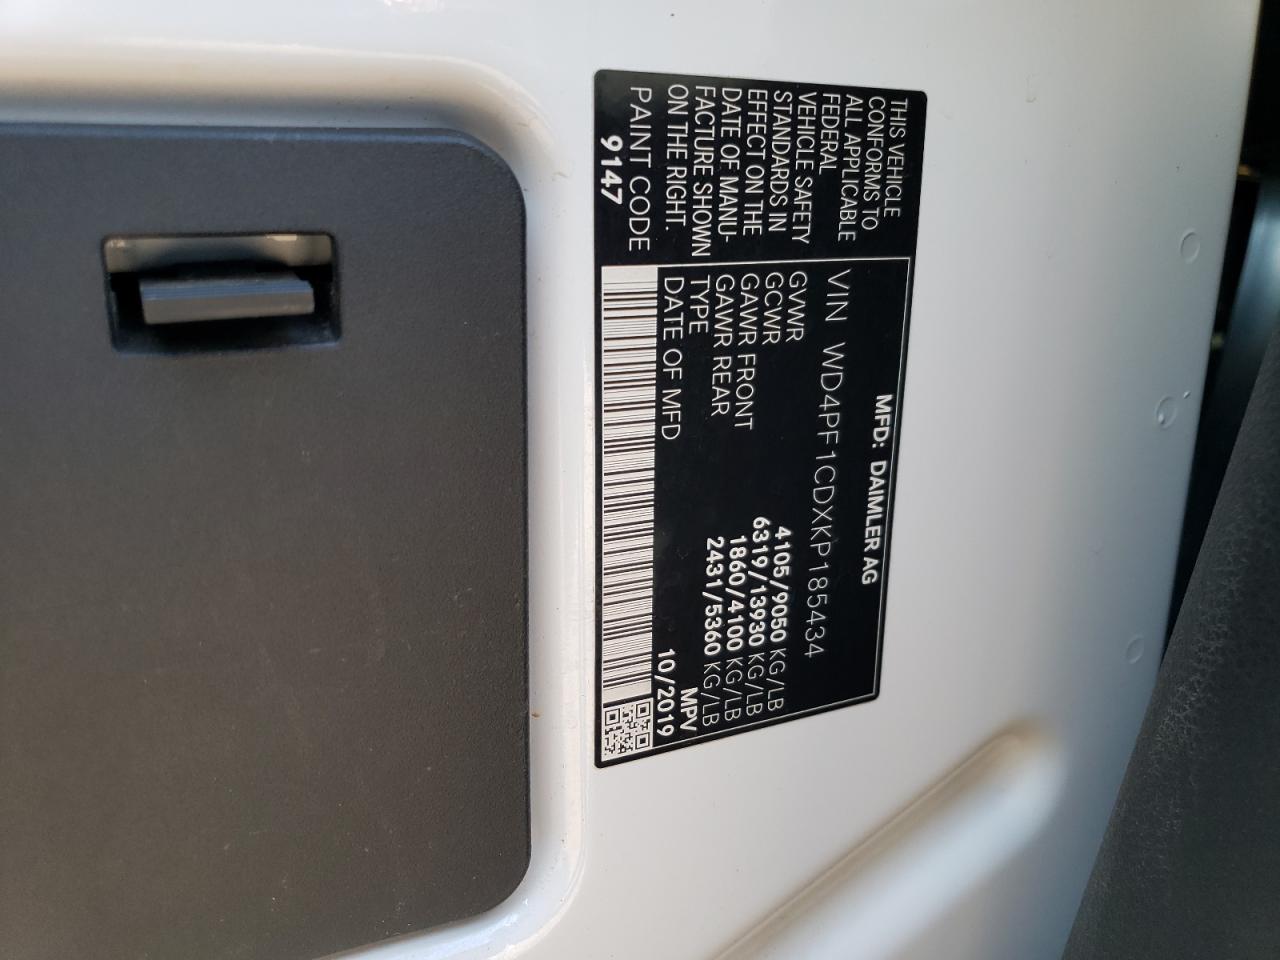 THIS VEHICLE
CONFORMS TO
ALL APPLICABLE
FEDERAL
VEHICLE SAFETY
STANDARDS IN
EFFECT ON THE
DATE OF MANU-
FACTURE SHOWN
ON THE RIGHT.
PAINT CODE
9147
MFD: DAIMLER AG
VIN WD4PF1CDXKP185434
GVWR 4105/9050 KG/LB
GCWR 6319/13930 KG/LB
GAWR FRONT 1860/4100 KG/LB
GAWR REAR 2431/5360 KG/LB
TYPE MPV
DATE OF MFD 10/2019